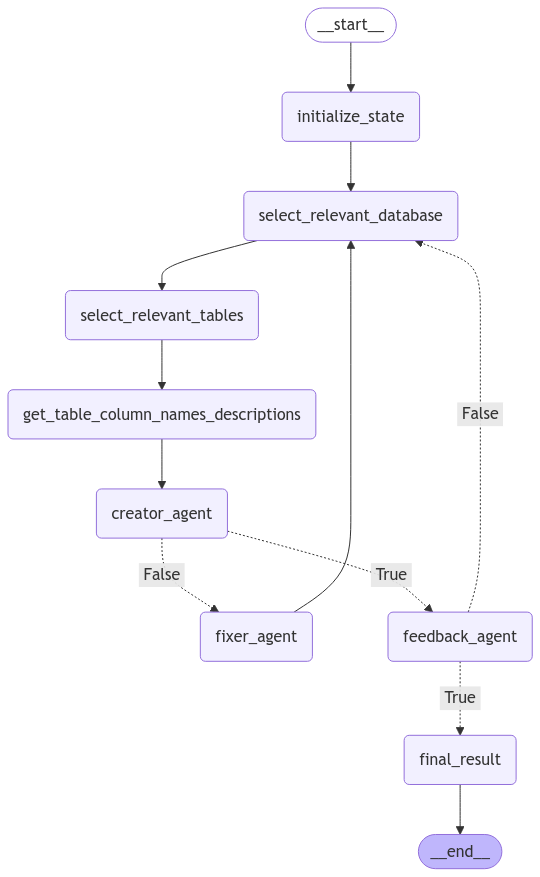 __start__
initialize_state
select_relevant_database
select_relevant_tables
get_table_column_names_descriptions
False
creator_agent
False
True
fixer_agent
feedback_agent
True
final_result
__end__